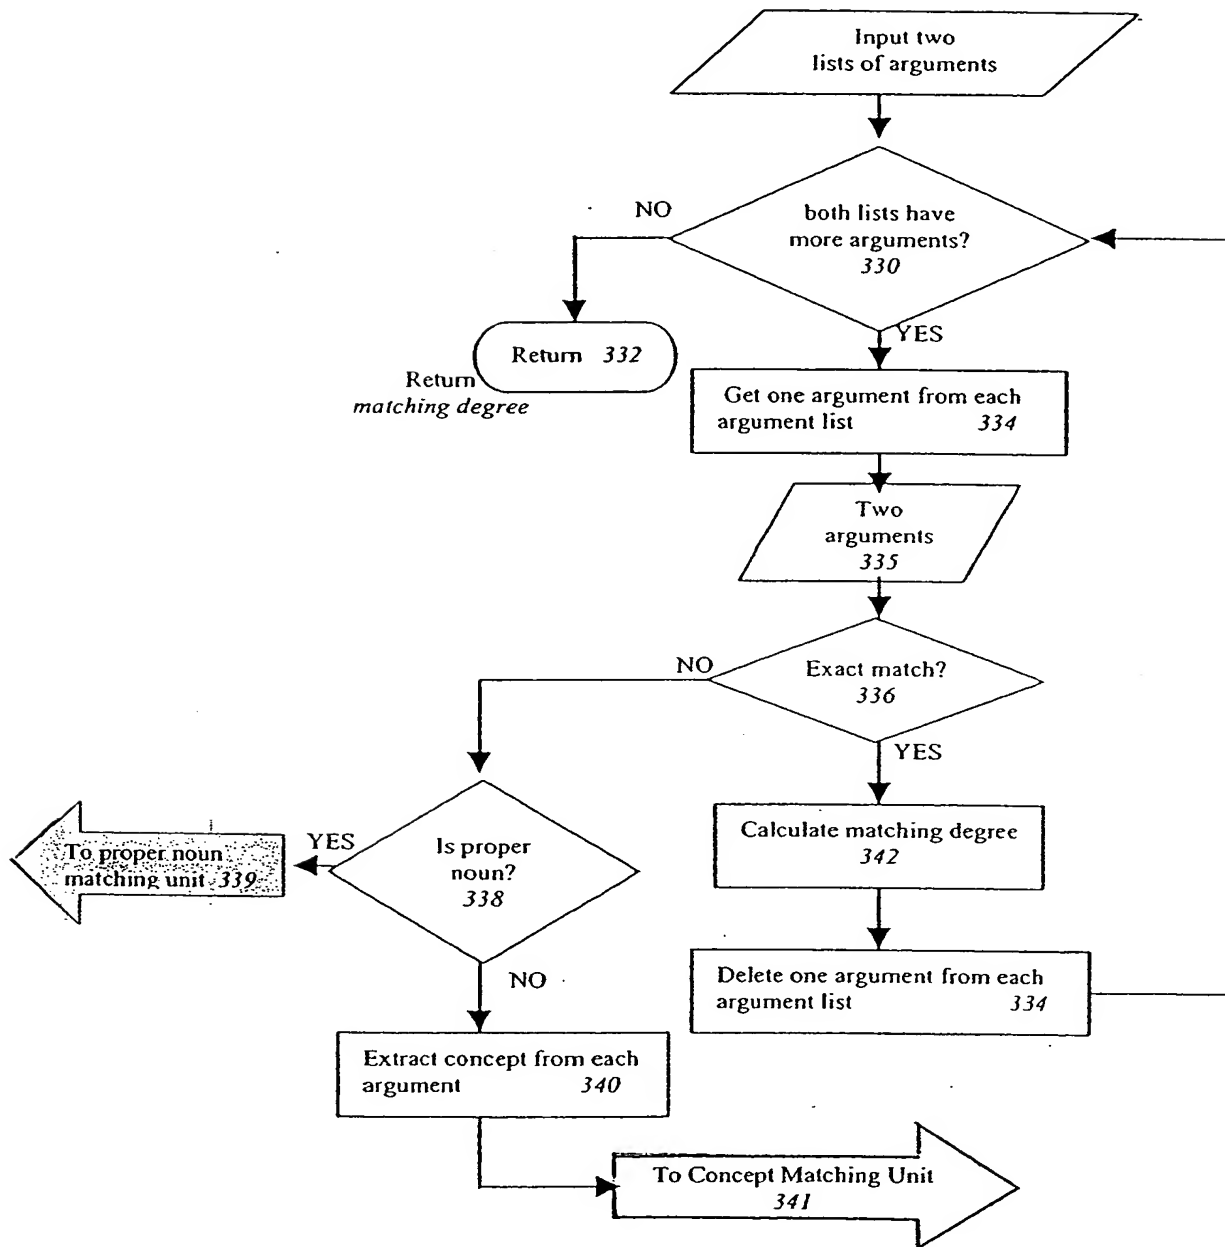 Input two
lists of arguments
NO
both lists have
more arguments?
330
YES
Return 332
Return
matching degree
Get one argument from each
argument list 334
Two
arguments
335
NO
Exact match?
336
YES
YES
To proper noun
matching unit 339
Is proper
noun?
338
Calculate matching degree
342
NO
Delete one argument from each
argument list 334
Extract concept from each
argument 340
To Concept Matching Unit
341